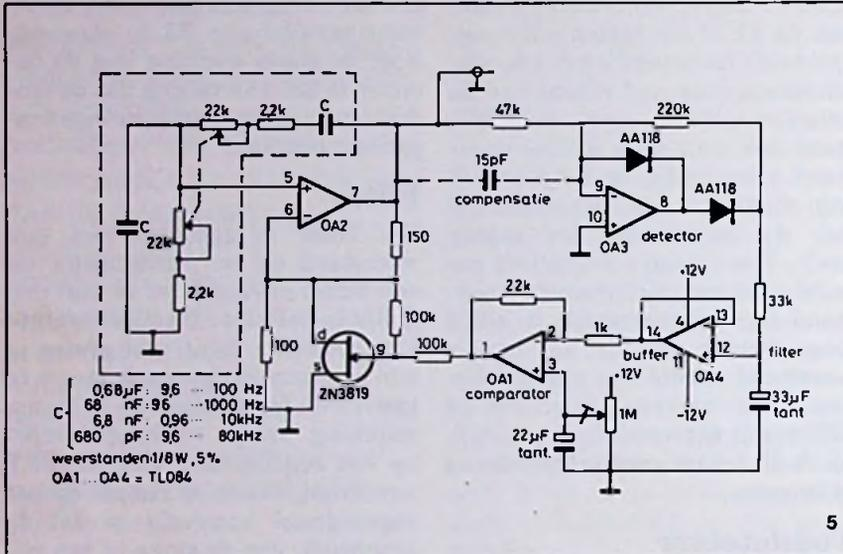 22k
2,2k
C
47k
220k
AA118
15pF
compensatie
5
6
7
OA2
9
10
8
OA3
detector
AA118
C
22k
2,2k
150
100k
100
d
s
g
ZN3819
100k
22k
1
2
3
OA1
comparator
1k
+12V
14
4
13
12
11
buffer
OA4
-12V
filter
33k
33µF
tant
+12V
1M
22µF
tant.
C
0,68µF : 9,6 ... 100 Hz
68 nF : 96 ... 1000 Hz
6,8 nF : 0,96 ... 10kHz
680 pF : 9,6 ... 80kHz
weerstanden 1/8 W, 5%
OA1 ... OA4 = TL084
5